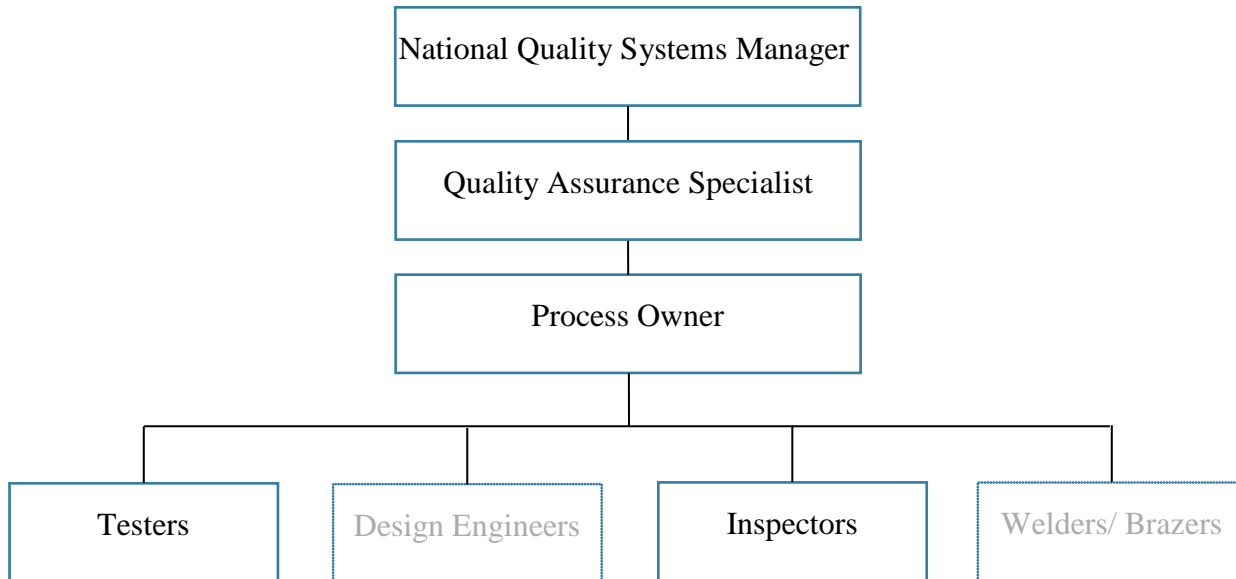 National Quality Systems Manager
Quality Assurance Specialist
Process Owner
Testers
Design Engineers
Inspectors
Welders/ Brazers